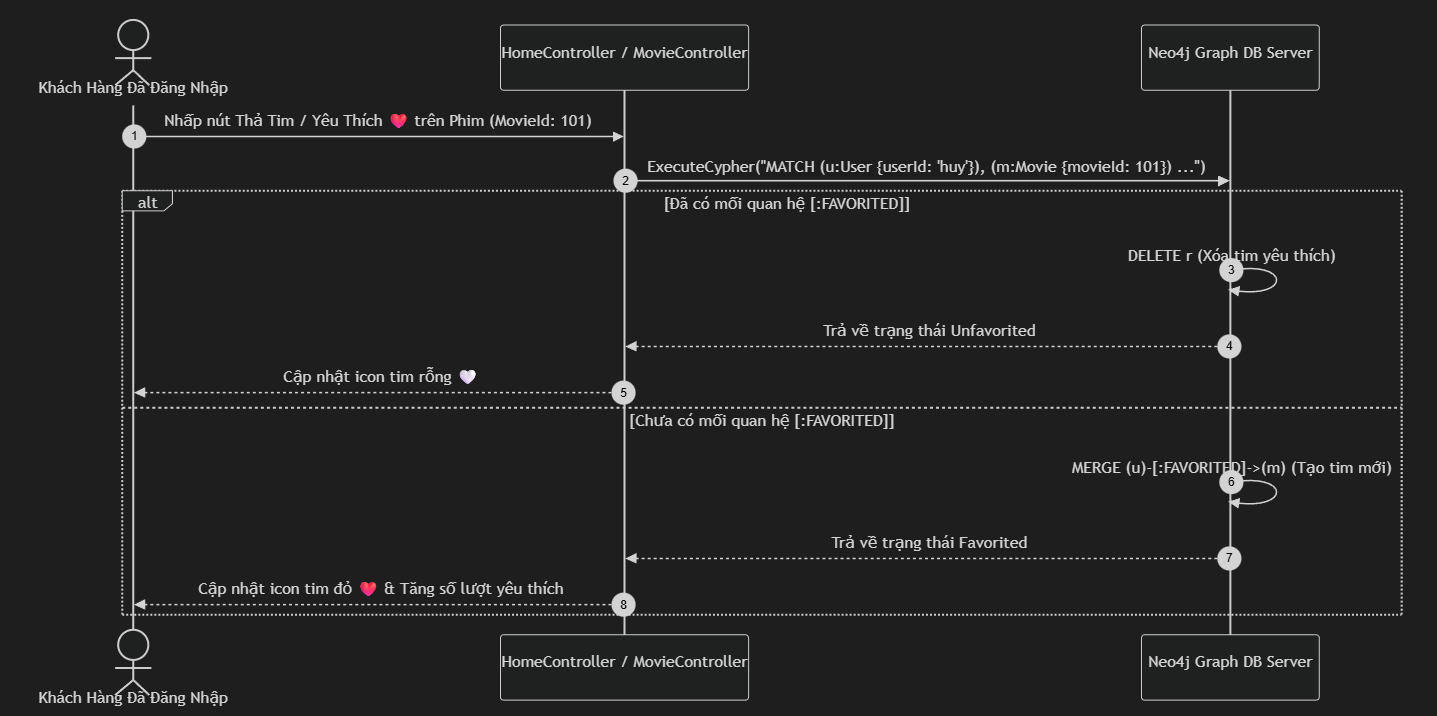 Khách Hàng Đã Đăng Nhập
HomeController / MovieController
Neo4j Graph DB Server
1
Nhấp nút Thả Tim / Yêu Thích ❤️ trên Phim (MovieId: 101)
2
ExecuteCypher("MATCH (u:User {userId: 'huy'}), (m:Movie {movieId: 101}) ...")
alt
[Đã có mối quan hệ [:FAVORITED]]
DELETE r (Xóa tim yêu thích)
3
Trả về trạng thái Unfavorited
4
Cập nhật icon tim rỗng 🤍
5
[Chưa có mối quan hệ [:FAVORITED]]
MERGE (u)-[:FAVORITED]->(m) (Tạo tim mới)
6
Trả về trạng thái Favorited
7
Cập nhật icon tim đỏ ❤️ & Tăng số lượt yêu thích
8
Khách Hàng Đã Đăng Nhập
HomeController / MovieController
Neo4j Graph DB Server